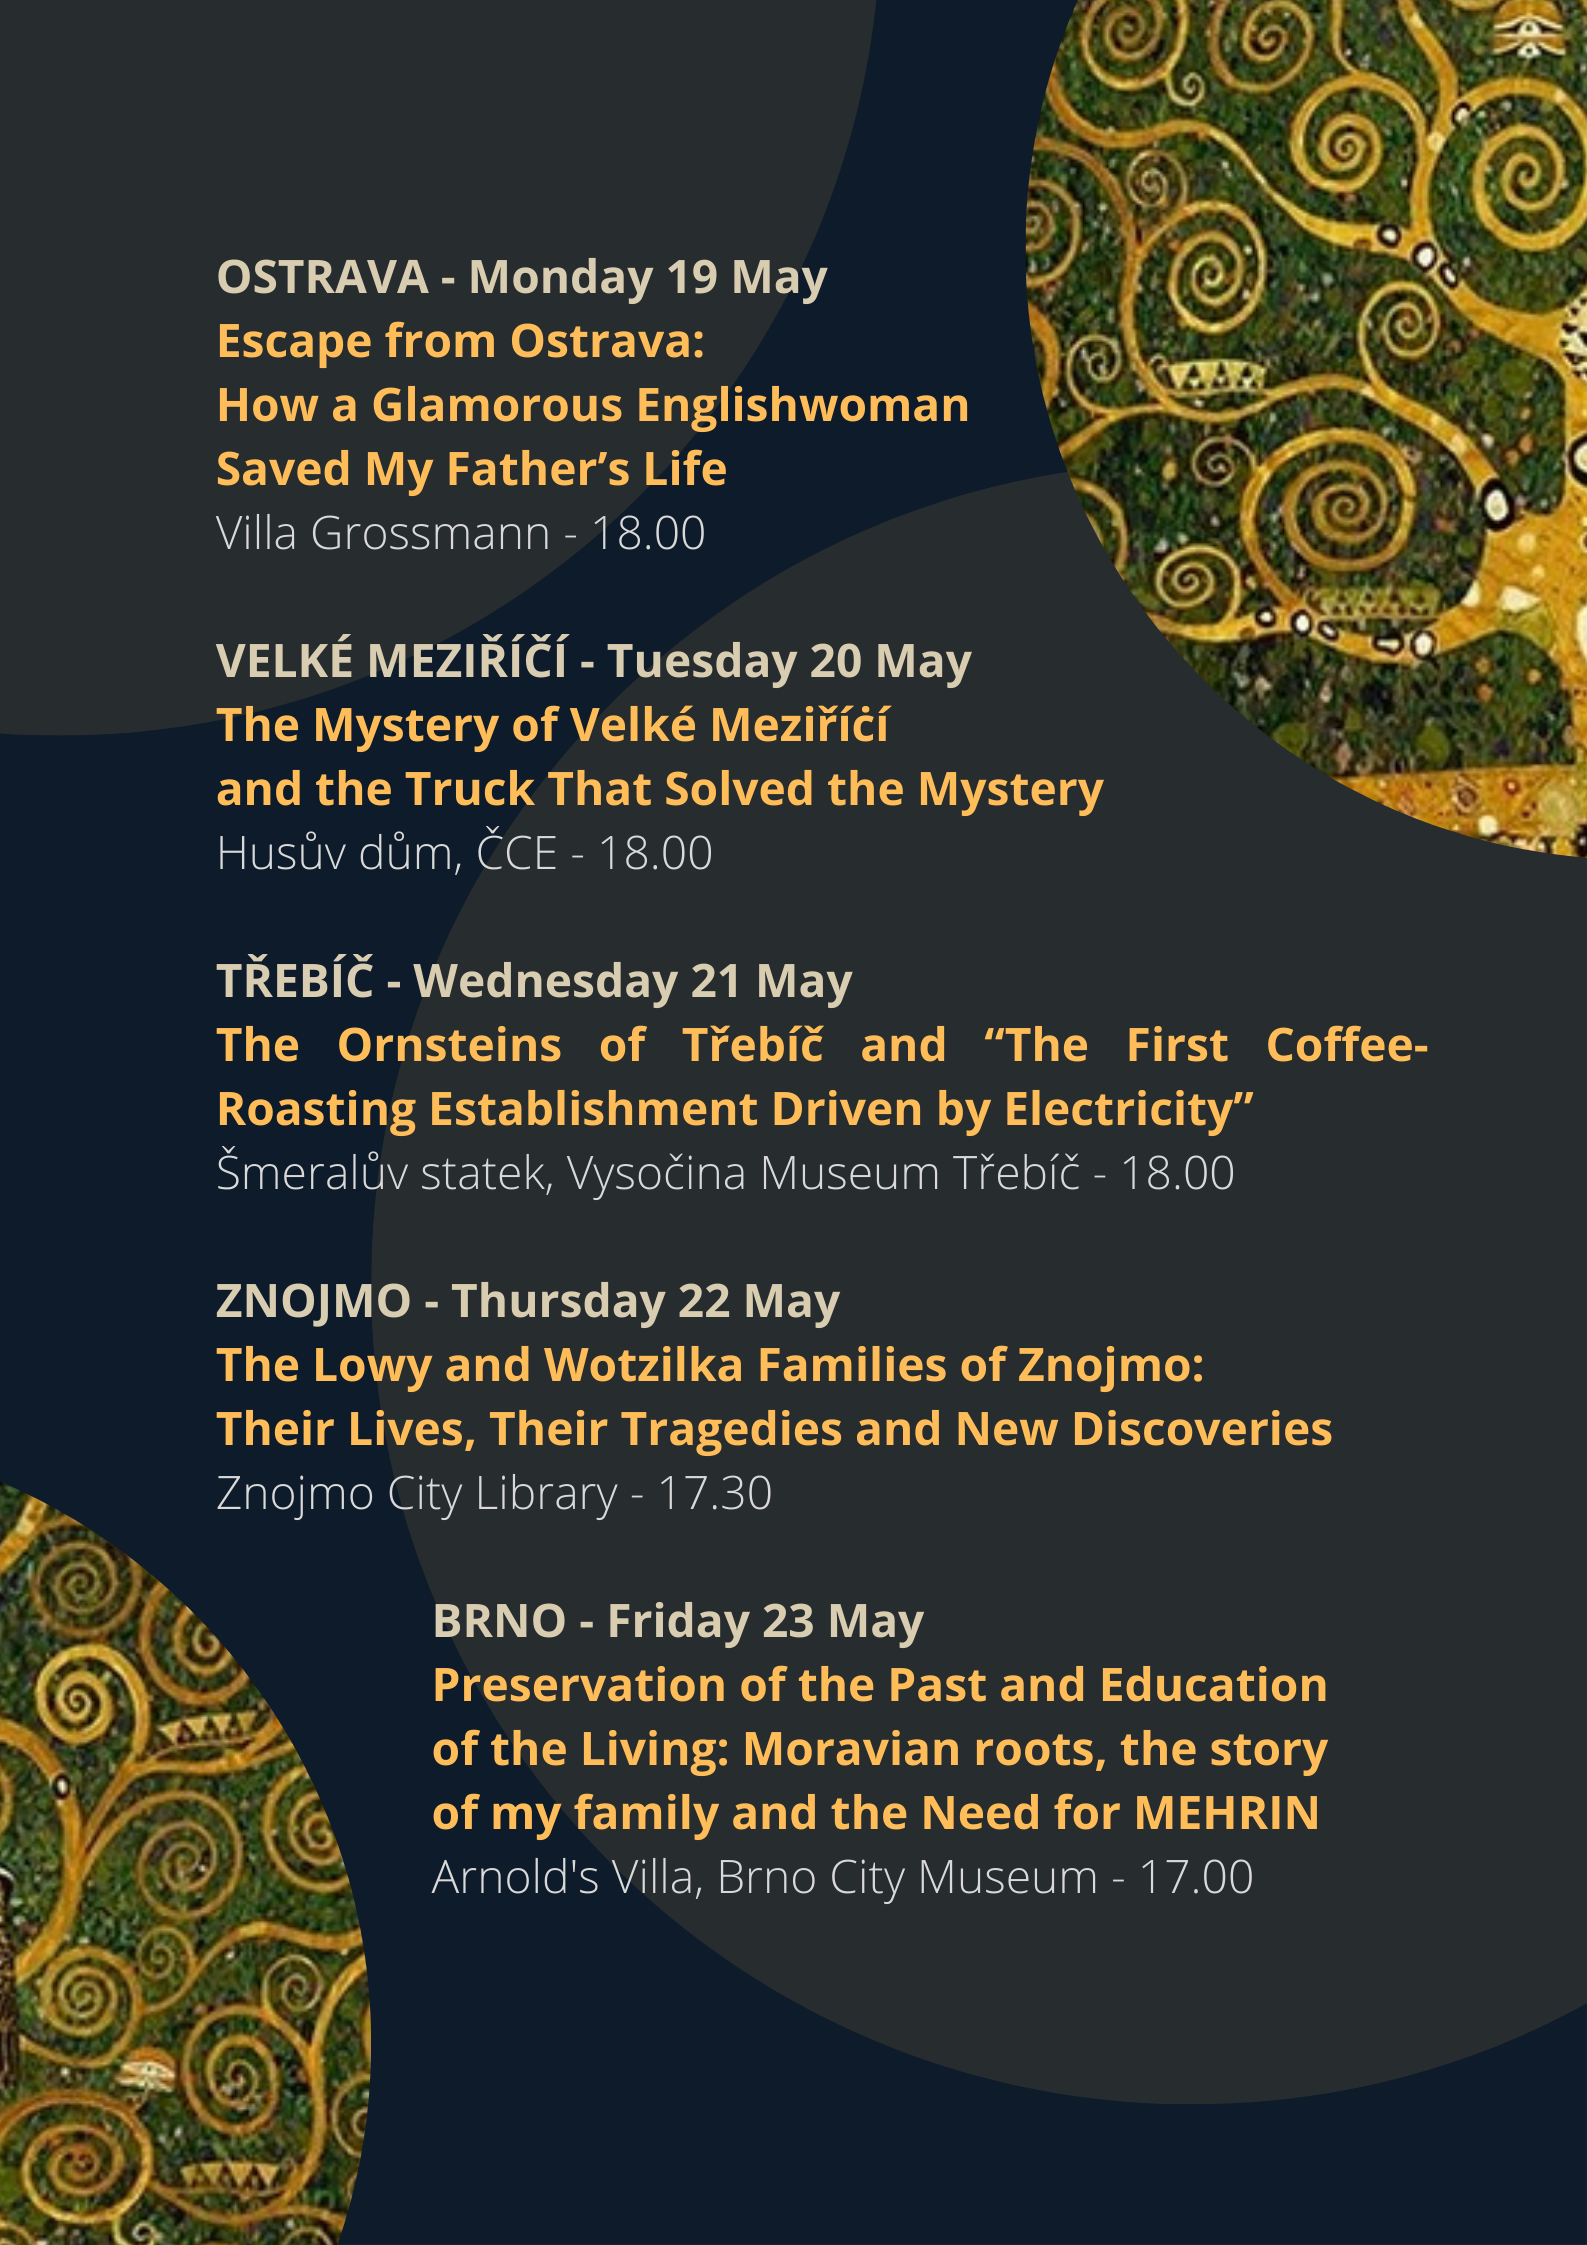 OSTRAVA - Monday 19 May
Escape from Ostrava:
How a Glamorous Englishwoman
Saved My Father’s Life
Villa Grossmann - 18.00
VELKÉ MEZIŘÍČÍ - Tuesday 20 May
The Mystery of Velké Meziříċí
and the Truck That Solved the Mystery
Husův dům, ČCE - 18.00
TŘEBÍČ - Wednesday 21 May
The Ornsteins of Třebíč and “The First Coffee-
Roasting Establishment Driven by Electricity”
Šmeralův statek, Vysočina Museum Třebíč - 18.00
ZNOJMO - Thursday 22 May
The Lowy and Wotzilka Families of Znojmo:
Their Lives, Their Tragedies and New Discoveries
Znojmo City Library - 17.30
BRNO - Friday 23 May
Preservation of the Past and Education
of the Living: Moravian roots, the story
of my family and the Need for MEHRIN
Arnold's Villa, Brno City Museum - 17.00